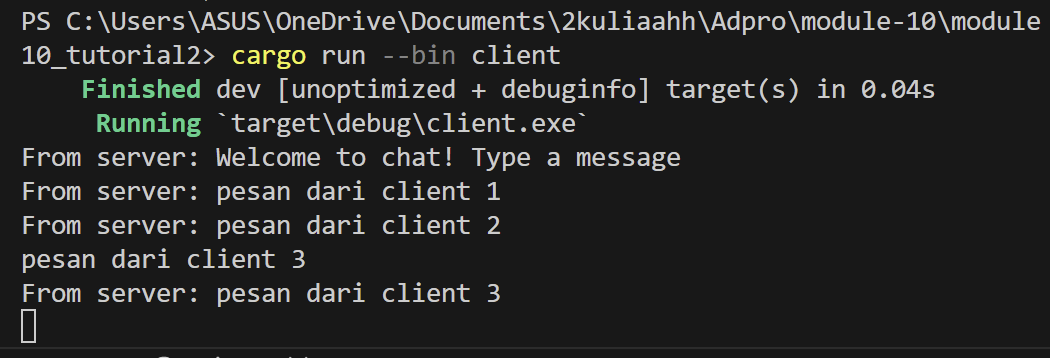 PS C:\Users\ASUS\OneDrive\Documents\2kuliaahh\Adpro\module-10\module
10_tutorial2> cargo run --bin client
    Finished dev [unoptimized + debuginfo] target(s) in 0.04s
     Running `target\debug\client.exe`
From server: Welcome to chat! Type a message
From server: pesan dari client 1
From server: pesan dari client 2
pesan dari client 3
From server: pesan dari client 3